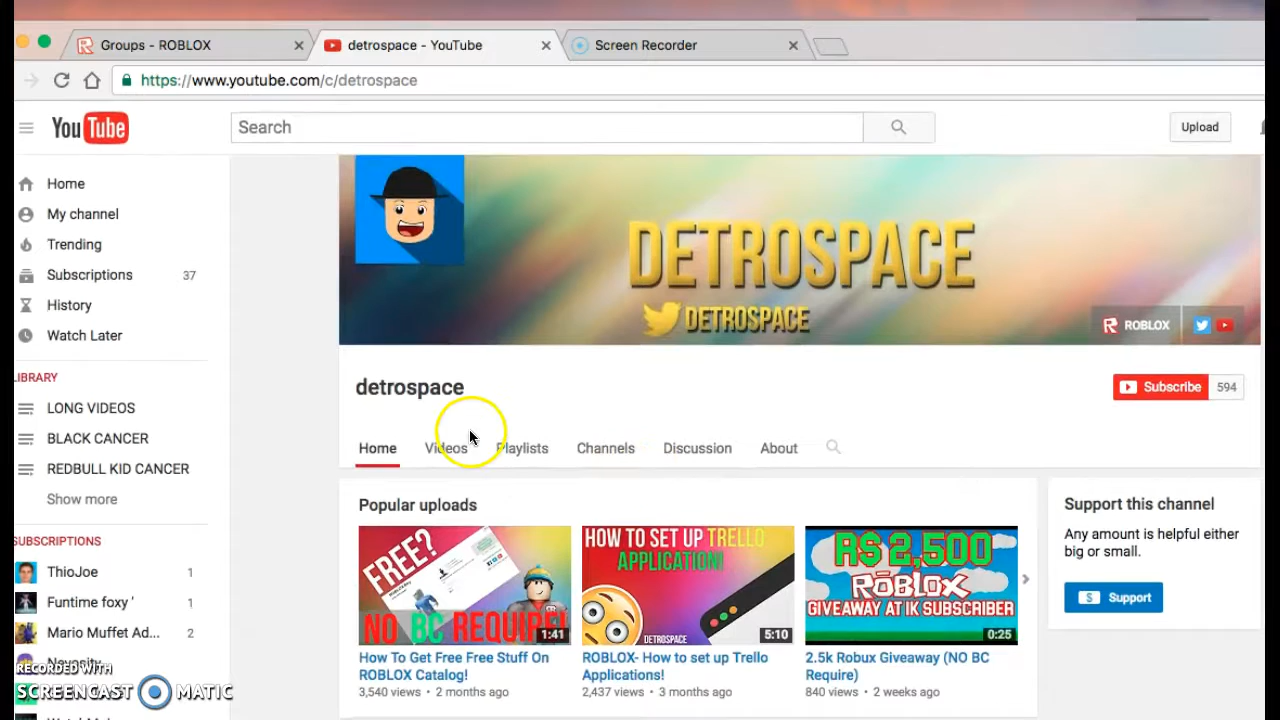 Groups - ROBLOX
detrospace - YouTube
Screen Recorder
https://www.youtube.com/c/detrospace
YouTube
Search
Upload
Home
My channel
Trending
Subscriptions 37
History
Watch Later
LIBRARY
LONG VIDEOS
BLACK CANCER
REDBULL KID CANCER
Show more
SUBSCRIPTIONS
ThioJoe 1
Funtime foxy ' 1
Mario Muffet Ad... 2
RECORDED WITH
SCREENCAST MATIC
DETROSPACE
DETROSPACE
ROBLOX
detrospace
Subscribe 594
Home Videos Playlists Channels Discussion About
Popular uploads
FREE?
NO BC REQUIRE!
1:41
How To Get Free Free Stuff On
ROBLOX Catalog!
3,540 views • 2 months ago
HOW TO SET UP TRELLO
APPLICATION!
DETROSPACE
5:10
ROBLOX- How to set up Trello
Applications!
2,437 views • 3 months ago
R$ 2,500
ROBLOX
GIVEAWAY AT 1K SUBSCRIBER
0:25
2.5k Robux Giveaway (NO BC
Require)
840 views • 2 weeks ago
Support this channel
Any amount is helpful either
big or small.
Support